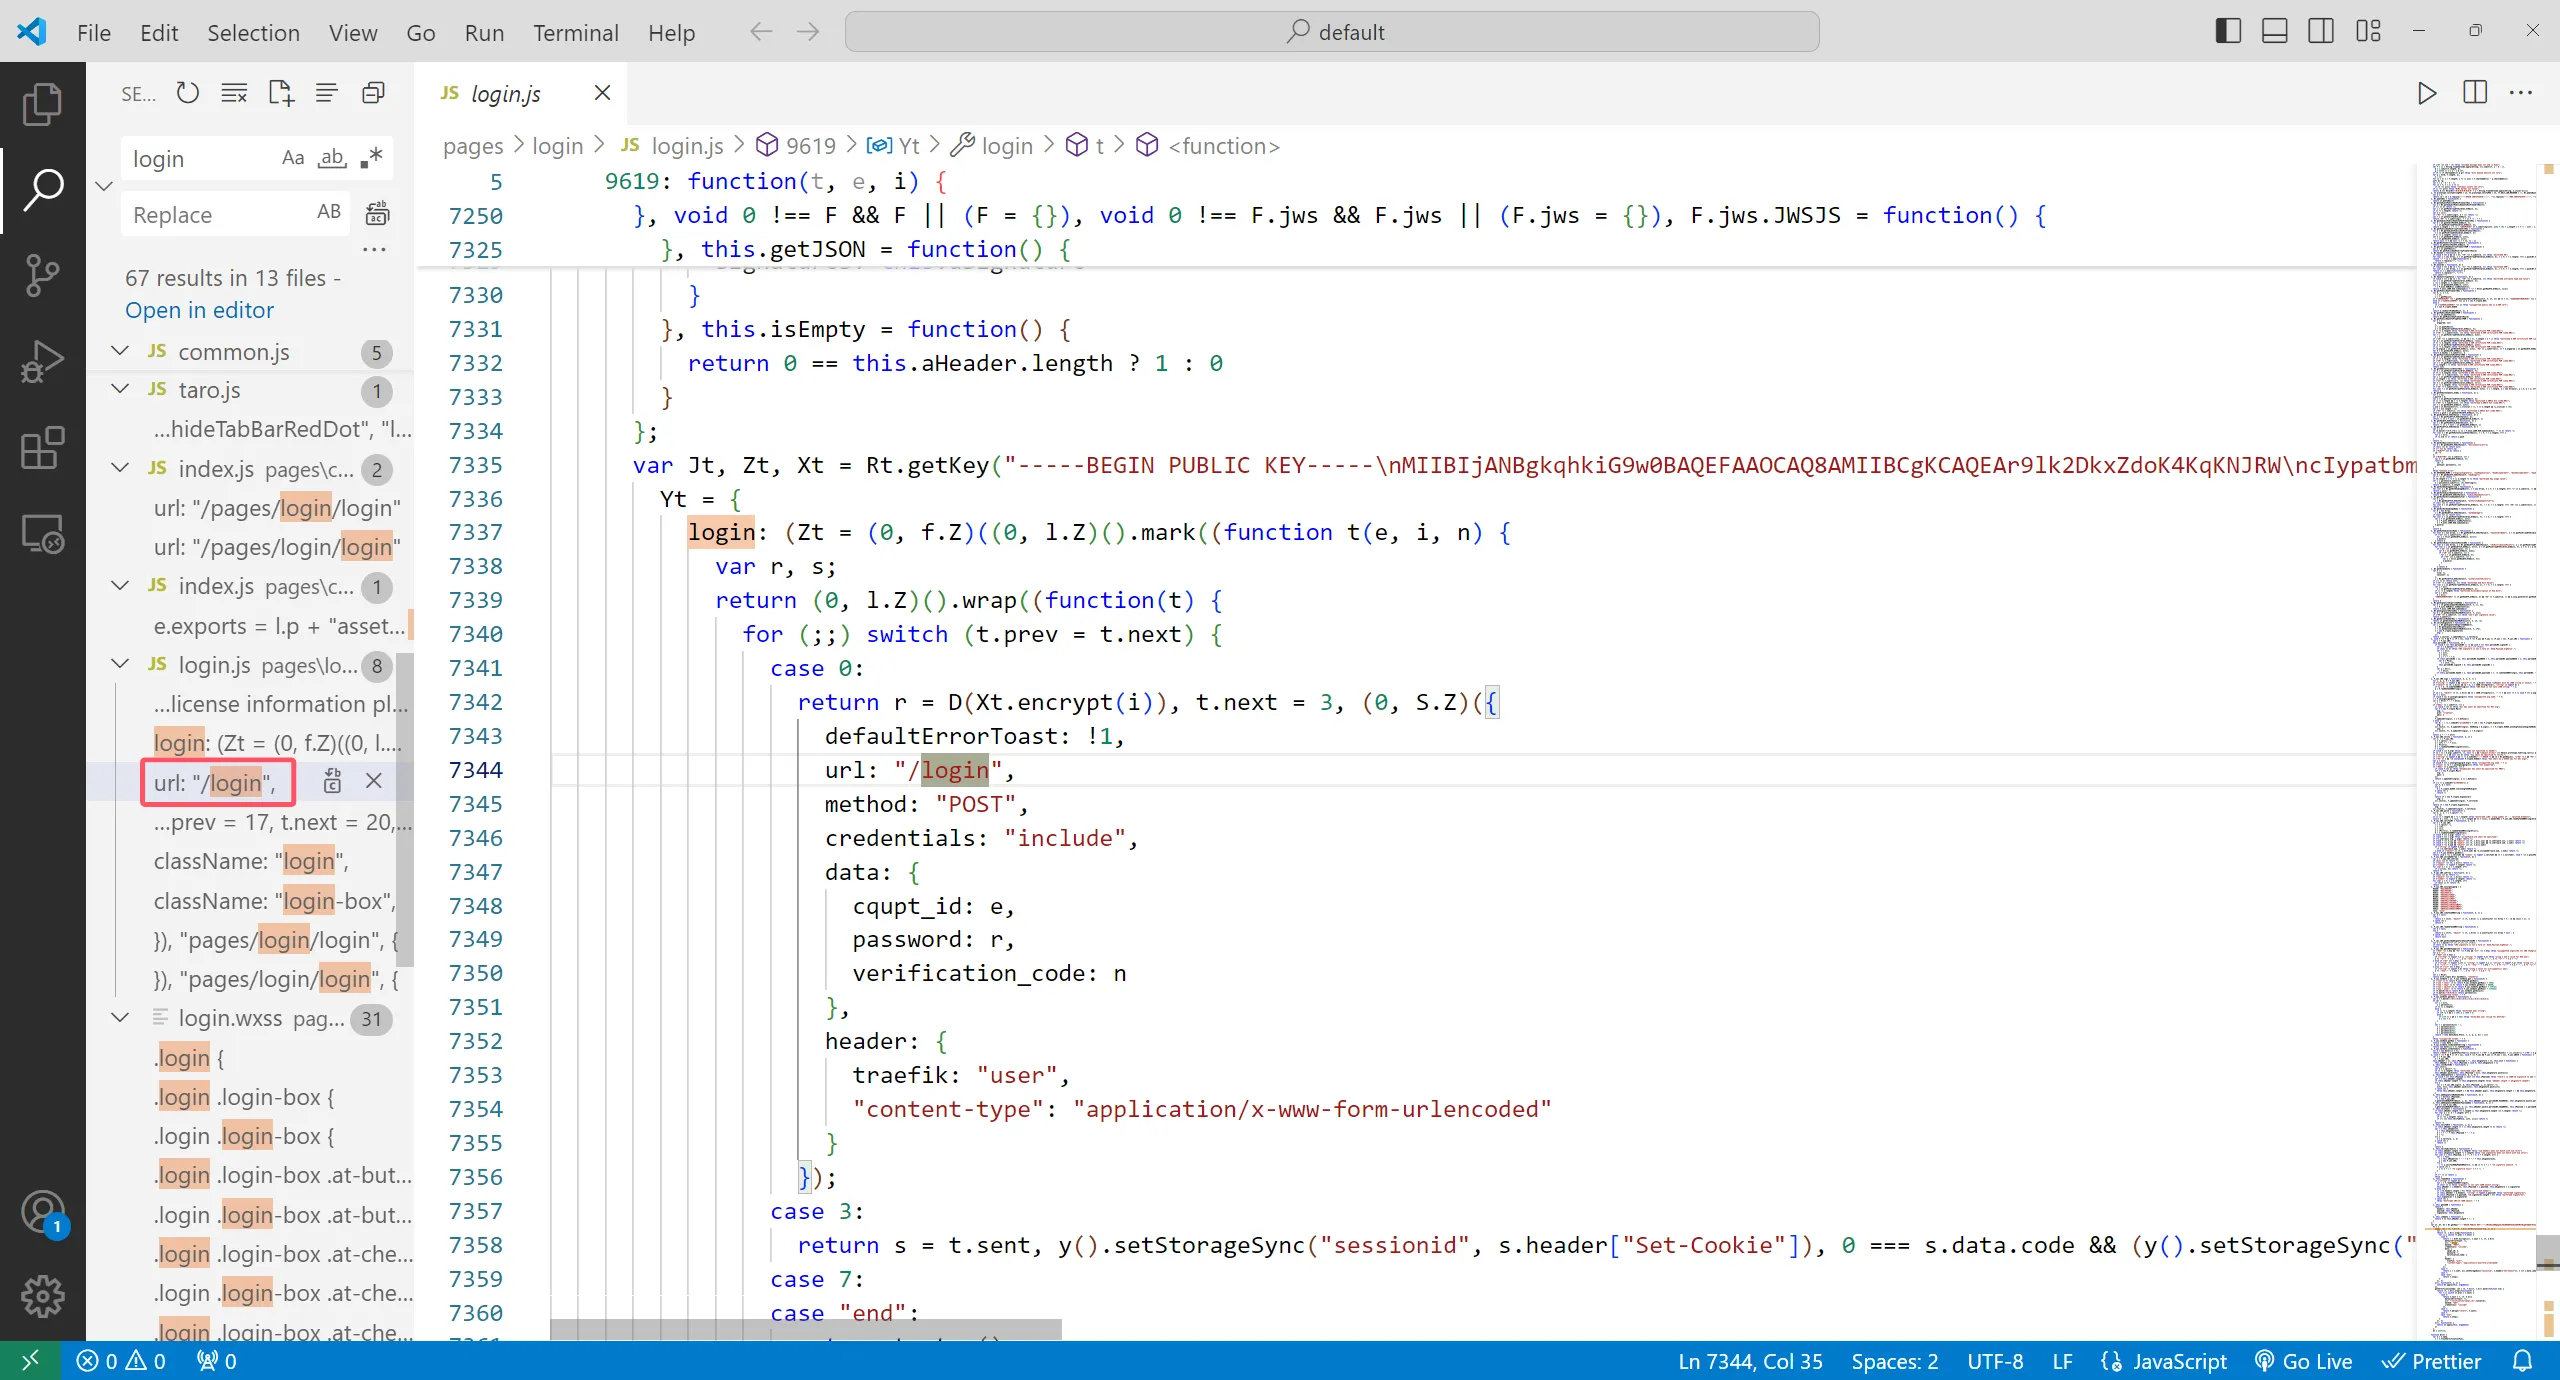 File Edit Selection View Go Run Terminal Help default
SE...
JS login.js
login Aa ab
Replace AB
67 results in 13 files -
Open in editor
JS common.js 5
JS taro.js 1
...hideTabBarRedDot", "l...
JS index.js pages\c... 2
url: "/pages/login/login"
url: "/pages/login/login"
JS index.js pages\c... 1
e.exports = l.p + "asset...
JS login.js pages\lo... 8
...license information pl...
login: (Zt = (0, f.Z)((0, l....
url: "/login",
...prev = 17, t.next = 20,...
className: "login",
className: "login-box",
}), "pages/login/login", {
}), "pages/login/login", {
login.wxss pag... 31
.login {
.login .login-box {
.login .login-box {
.login .login-box .at-but...
.login .login-box .at-but...
.login .login-box .at-che...
.login .login-box .at-che...
.login .login-box .at-che...
1
pages > login > JS login.js > 9619 > Yt > login > t > <function>
5 9619: function(t, e, i) {
7250 }, void 0 !== F && F || (F = {}), void 0 !== F.jws && F.jws || (F.jws = {}), F.jws.JWSJS = function() {
7325 }, this.getJSON = function() {
7330 }
7331 }, this.isEmpty = function() {
7332 return 0 == this.aHeader.length ? 1 : 0
7333 }
7334 };
7335 var Jt, Zt, Xt = Rt.getKey("-----BEGIN PUBLIC KEY-----\nMIIBIjANBgkqhkiG9w0BAQEFAAOCAQ8AMIIBCgKCAQEAr9lk2DkxZdoK4KqKNJRW\ncIypatbm
7336 Yt = {
7337 login: (Zt = (0, f.Z)((0, l.Z)().mark((function t(e, i, n) {
7338 var r, s;
7339 return (0, l.Z)().wrap((function(t) {
7340 for (;;) switch (t.prev = t.next) {
7341 case 0:
7342 return r = D(Xt.encrypt(i)), t.next = 3, (0, S.Z)({
7343 defaultErrorToast: !1,
7344 url: "/login",
7345 method: "POST",
7346 credentials: "include",
7347 data: {
7348 cqupt_id: e,
7349 password: r,
7350 verification_code: n
7351 },
7352 header: {
7353 traefik: "user",
7354 "content-type": "application/x-www-form-urlencoded"
7355 }
7356 });
7357 case 3:
7358 return s = t.sent, y().setStorageSync("sessionid", s.header["Set-Cookie"]), 0 === s.data.code && (y().setStorageSync("
7359 case 7:
7360 case "end":
0 0 0 Ln 7344, Col 35 Spaces: 2 UTF-8 LF JavaScript Go Live Prettier